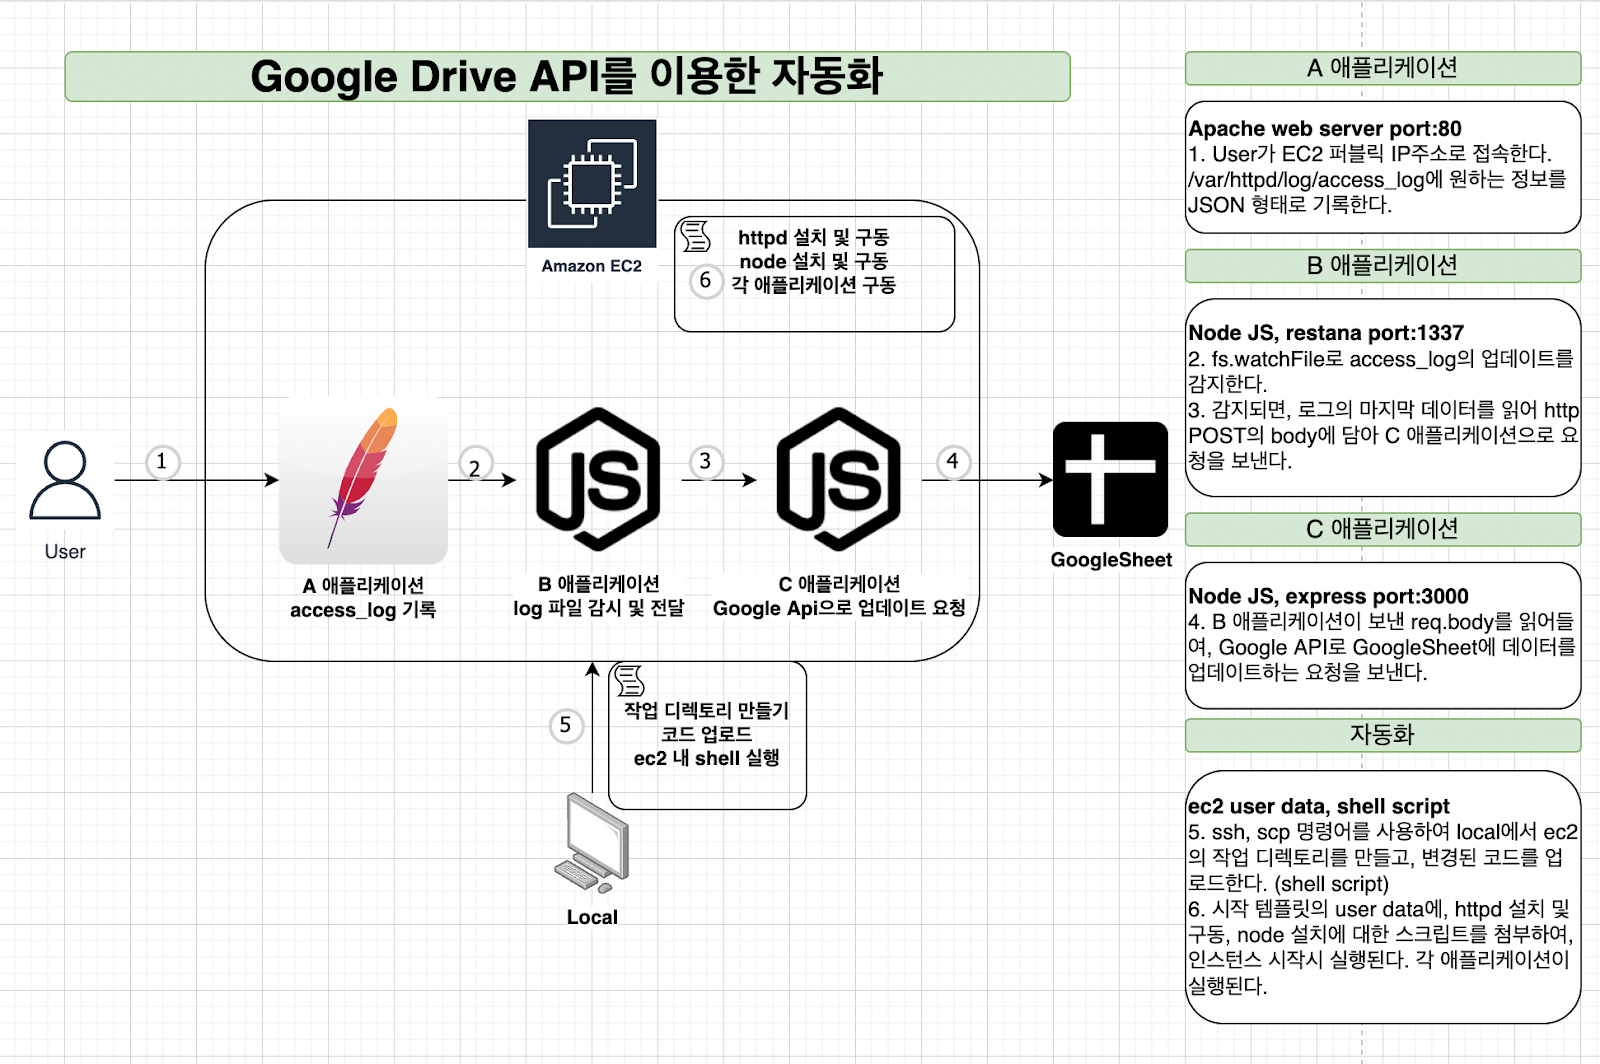 Google Drive API를 이용한 자동화
Amazon EC2
httpd 설치 및 구동
node 설치 및 구동
6
각 애플리케이션 구동
1
2
3
4
JS
JS
User
A 애플리케이션
access_log 기록
B 애플리케이션
log 파일 감시 및 전달
C 애플리케이션
Google Api으로 업데이트 요청
GoogleSheet
5
작업 디렉토리 만들기
코드 업로드
ec2 내 shell 실행
Local
A 애플리케이션
Apache web server port:80
1. User가 EC2 퍼블릭 IP주소로 접속한다.
/var/httpd/log/access_log에 원하는 정보를
JSON 형태로 기록한다.
B 애플리케이션
Node JS, restana port:1337
2. fs.watchFile로 access_log의 업데이트를
감지한다.
3. 감지되면, 로그의 마지막 데이터를 읽어 http
POST의 body에 담아 C 애플리케이션으로 요
청을 보낸다.
C 애플리케이션
Node JS, express port:3000
4. B 애플리케이션이 보낸 req.body를 읽어들
여, Google API로 GoogleSheet에 데이터를
업데이트하는 요청을 보낸다.
자동화
ec2 user data, shell script
5. ssh, scp 명령어를 사용하여 local에서 ec2
의 작업 디렉토리를 만들고, 변경된 코드를 업
로드한다. (shell script)
6. 시작 템플릿의 user data에, httpd 설치 및
구동, node 설치에 대한 스크립트를 첨부하여,
인스턴스 시작시 실행된다. 각 애플리케이션이
실행된다.